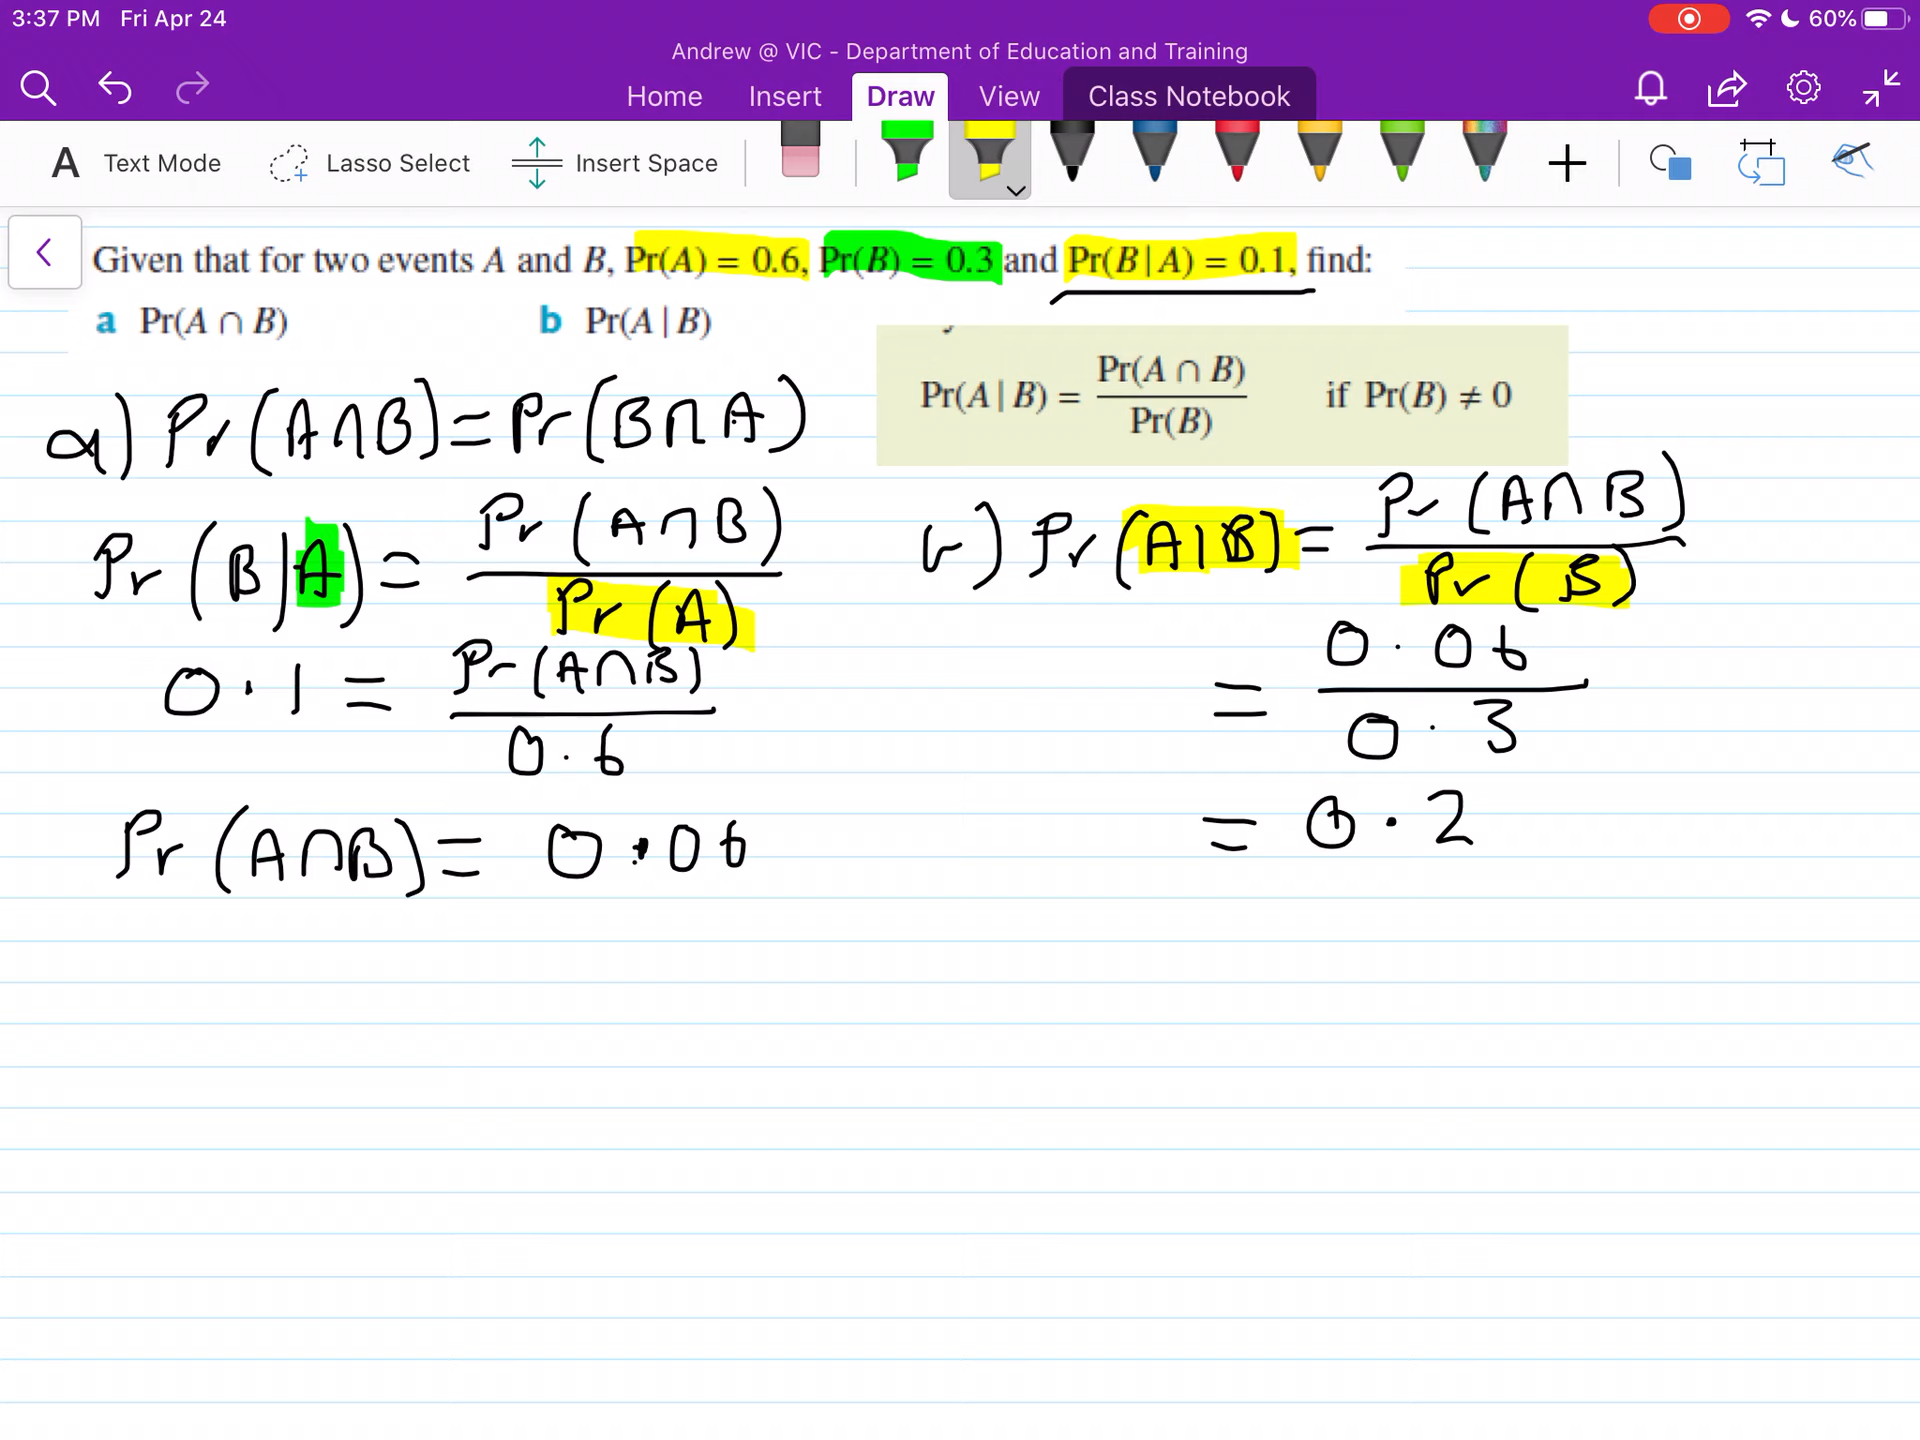 3:37 PM Fri Apr 24
60%
Andrew @ VIC - Department of Education and Training
Home Insert Draw View Class Notebook
A Text Mode Lasso Select Insert Space
Given that for two events A and B, Pr(A) = 0.6, Pr(B) = 0.3 and Pr(B | A) = 0.1, find:
a Pr(A ∩ B) b Pr(A | B)
Pr(A | B) = Pr(A ∩ B) / Pr(B) if Pr(B) ≠ 0
a) Pr(A∩B) = Pr(B∩A)
Pr(B|A) = Pr(A∩B) / Pr(A)
0.1 = Pr(A∩B) / 0.6
Pr(A∩B) = 0.06
b) Pr(A|B) = Pr(A∩B) / Pr(B)
= 0.06 / 0.3
= 0.2